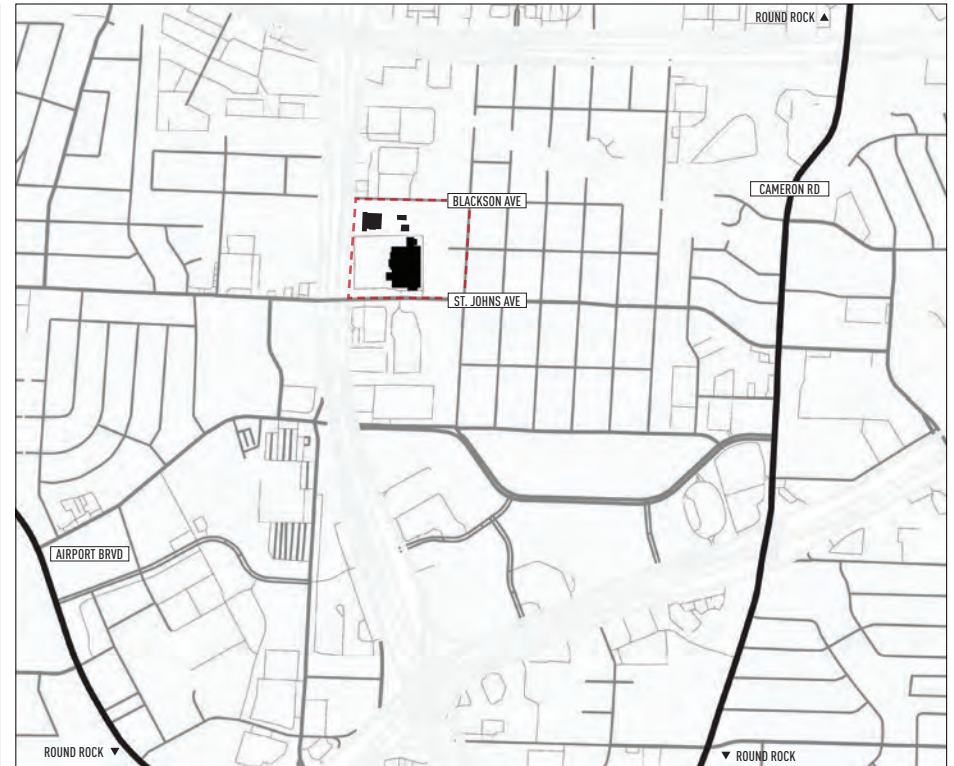 ROUND ROCK ▲
CAMERON RD
BLACKSON AVE
ST. JOHNS AVE
AIRPORT BRVD
ROUND ROCK ▼
▼ ROUND ROCK